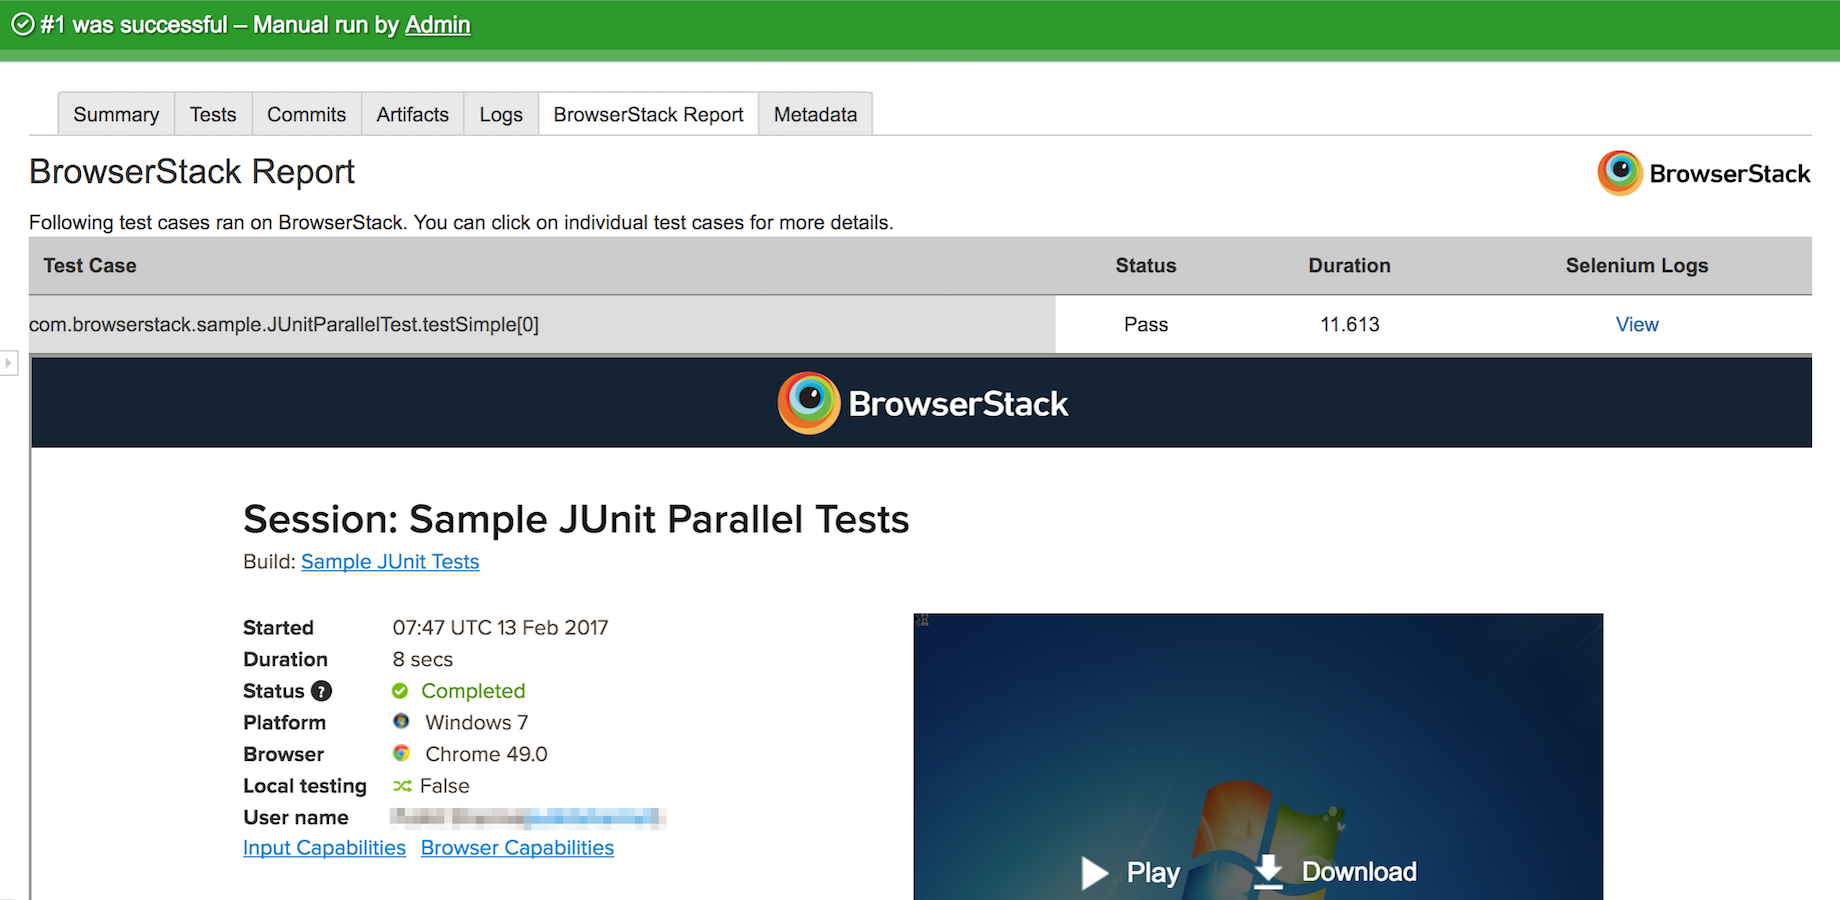 #1 was successful – Manual run by Admin
Summary Tests Commits Artifacts Logs BrowserStack Report Metadata
BrowserStack Report
BrowserStack
Following test cases ran on BrowserStack. You can click on individual test cases for more details.
Test Case Status Duration Selenium Logs
com.browserstack.sample.JUnitParallelTest.testSimple[0] Pass 11.613 View
BrowserStack
Session: Sample JUnit Parallel Tests
Build: Sample JUnit Tests
Started 07:47 UTC 13 Feb 2017
Duration 8 secs
Status ? Completed
Platform Windows 7
Browser Chrome 49.0
Local testing False
User name
Input Capabilities Browser Capabilities
Play Download